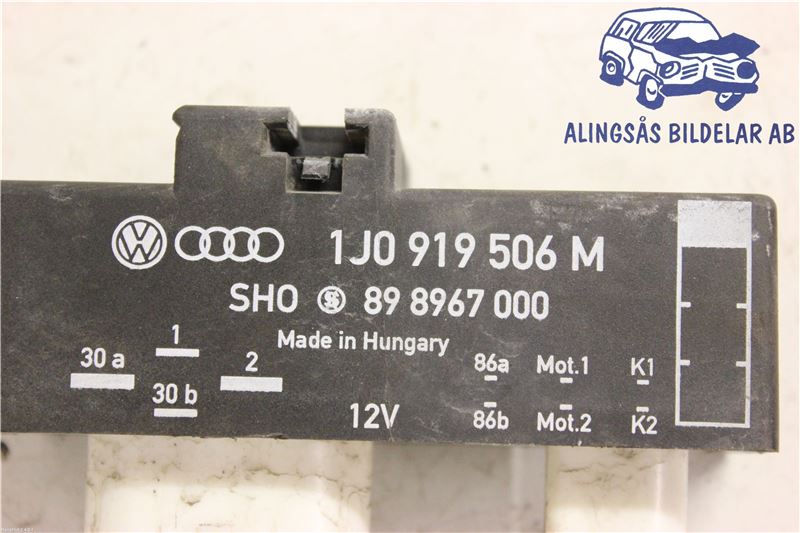 ALINGSÅS BILDELAR AB
1J0 919 506 M
SHO 89 8967 000
Made in Hungary
30 a 1 2 86a Mot.1 K1
30 b 12V 86b Mot.2 K2